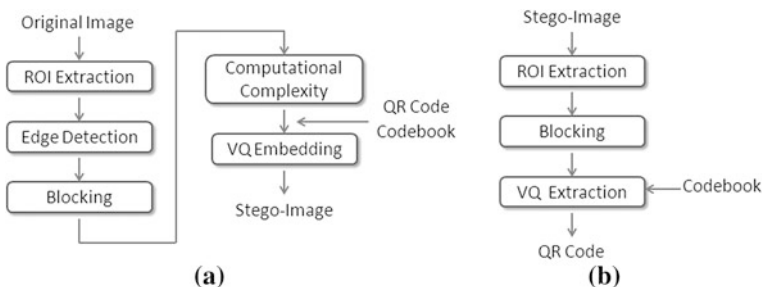 Original Image
ROI Extraction
Edge Detection
Blocking
Computational
Complexity
QR Code
Codebook
VQ Embedding
Stego-Image
(a)
Stego-Image
ROI Extraction
Blocking
VQ Extraction
Codebook
QR Code
(b)